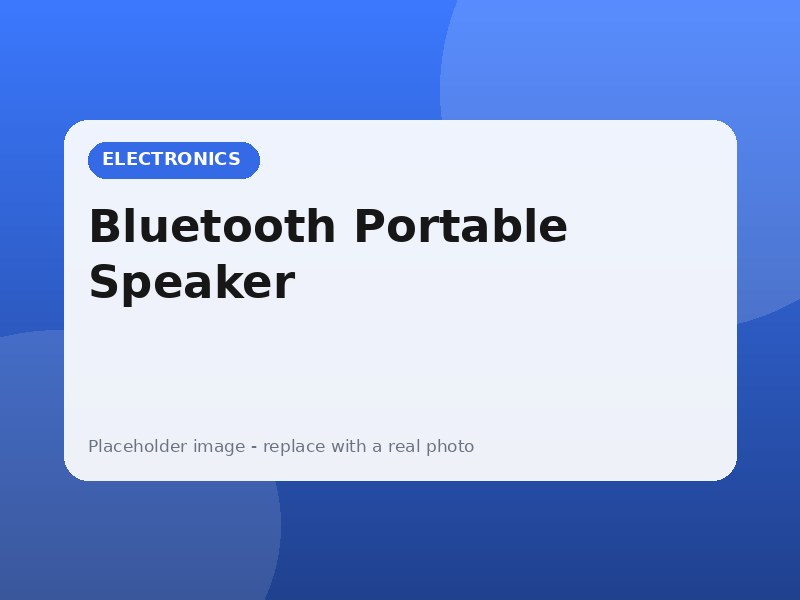 ELECTRONICS
Bluetooth Portable
Speaker
Placeholder image - replace with a real photo